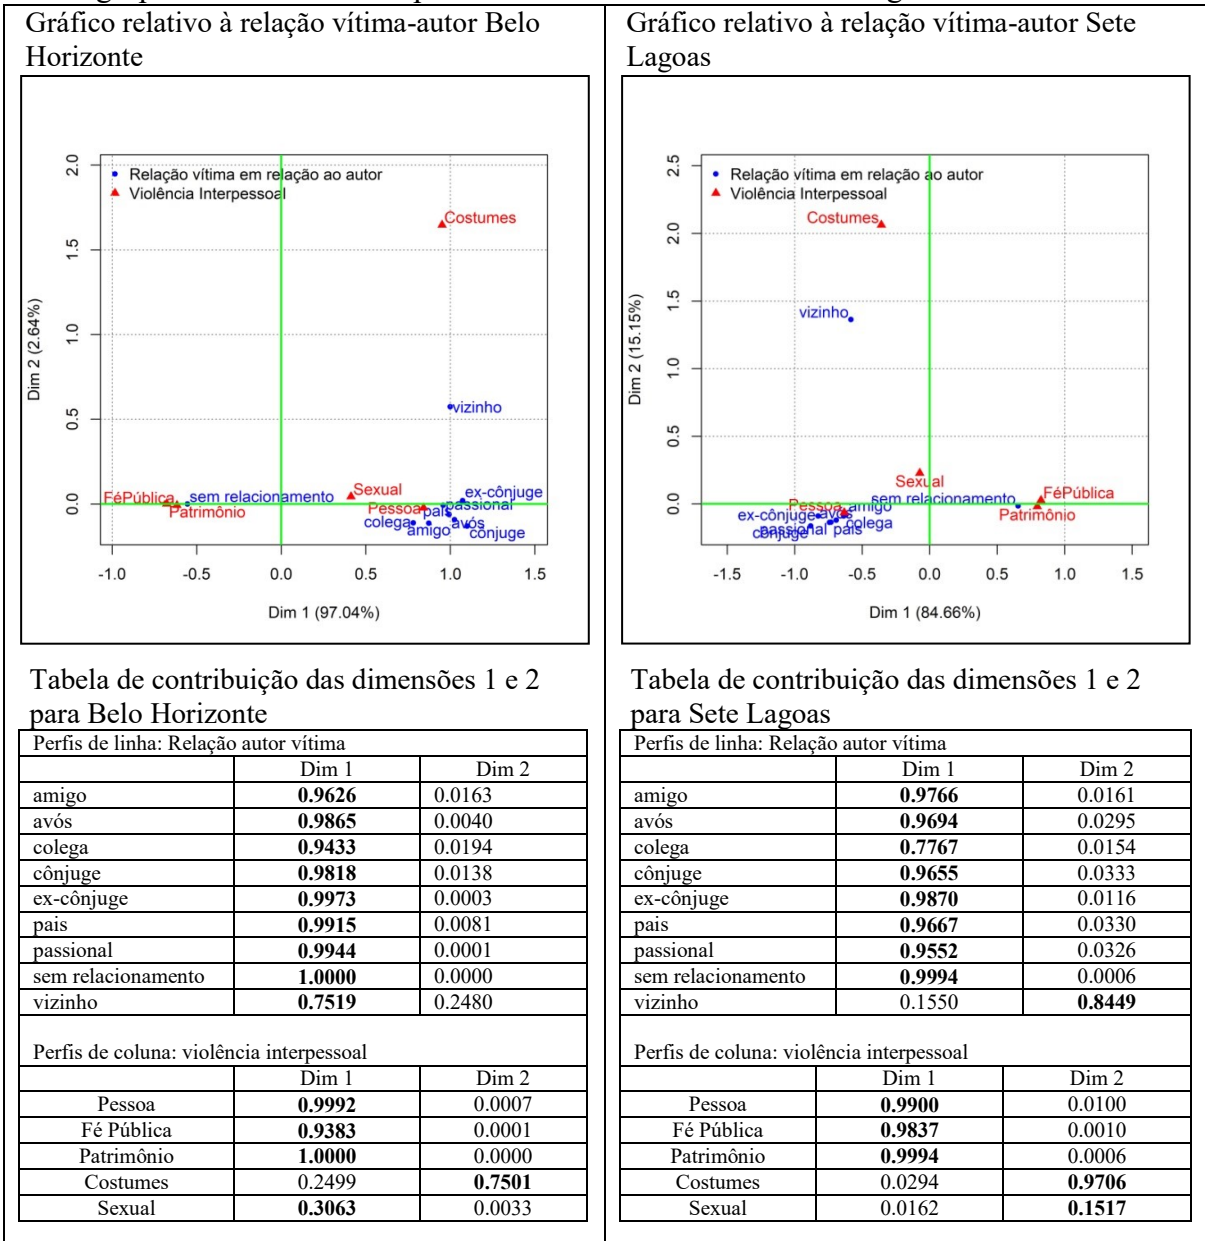 Gráfico relativo à relação vítima-autor Belo
Horizonte
2.0
1.5
1.0
0.5
0.0
Dim 2 (2.64%)
Relação vítima em relação ao autor
Violência Interpessoal
Costumes
vizinho
FéPública
sem relacionamento
Patrimônio
Sexual
ex-cônjuge
passional
Pessoa
pais
colega
avós
amigo
cônjuge
-1.0 -0.5 0.0 0.5 1.0 1.5
Dim 1 (97.04%)
Tabela de contribuição das dimensões 1 e 2
para Belo Horizonte
Perfis de linha: Relação autor vítima
Dim 1 Dim 2
amigo 0.9626 0.0163
avós 0.9865 0.0040
colega 0.9433 0.0194
cônjuge 0.9818 0.0138
ex-cônjuge 0.9973 0.0003
pais 0.9915 0.0081
passional 0.9944 0.0001
sem relacionamento 1.0000 0.0000
vizinho 0.7519 0.2480
Perfis de coluna: violência interpessoal
Dim 1 Dim 2
Pessoa 0.9992 0.0007
Fé Pública 0.9383 0.0001
Patrimônio 1.0000 0.0000
Costumes 0.2499 0.7501
Sexual 0.3063 0.0033
Gráfico relativo à relação vítima-autor Sete
Lagoas
2.5
2.0
1.5
1.0
0.5
0.0
Dim 2 (15.15%)
Relação vítima em relação ao autor
Violência Interpessoal
Costumes
vizinho
Sexual
sem relacionamento
FéPública
Patrimônio
Pessoa
amigo
ex-cônjuge
avós
colega
passional
pais
cônjuge
-1.5 -1.0 -0.5 0.0 0.5 1.0 1.5
Dim 1 (84.66%)
Tabela de contribuição das dimensões 1 e 2
para Sete Lagoas
Perfis de linha: Relação autor vítima
Dim 1 Dim 2
amigo 0.9766 0.0161
avós 0.9694 0.0295
colega 0.7767 0.0154
cônjuge 0.9655 0.0333
ex-cônjuge 0.9870 0.0116
pais 0.9667 0.0330
passional 0.9552 0.0326
sem relacionamento 0.9994 0.0006
vizinho 0.1550 0.8449
Perfis de coluna: violência interpessoal
Dim 1 Dim 2
Pessoa 0.9900 0.0100
Fé Pública 0.9837 0.0010
Patrimônio 0.9994 0.0006
Costumes 0.0294 0.9706
Sexual 0.0162 0.1517